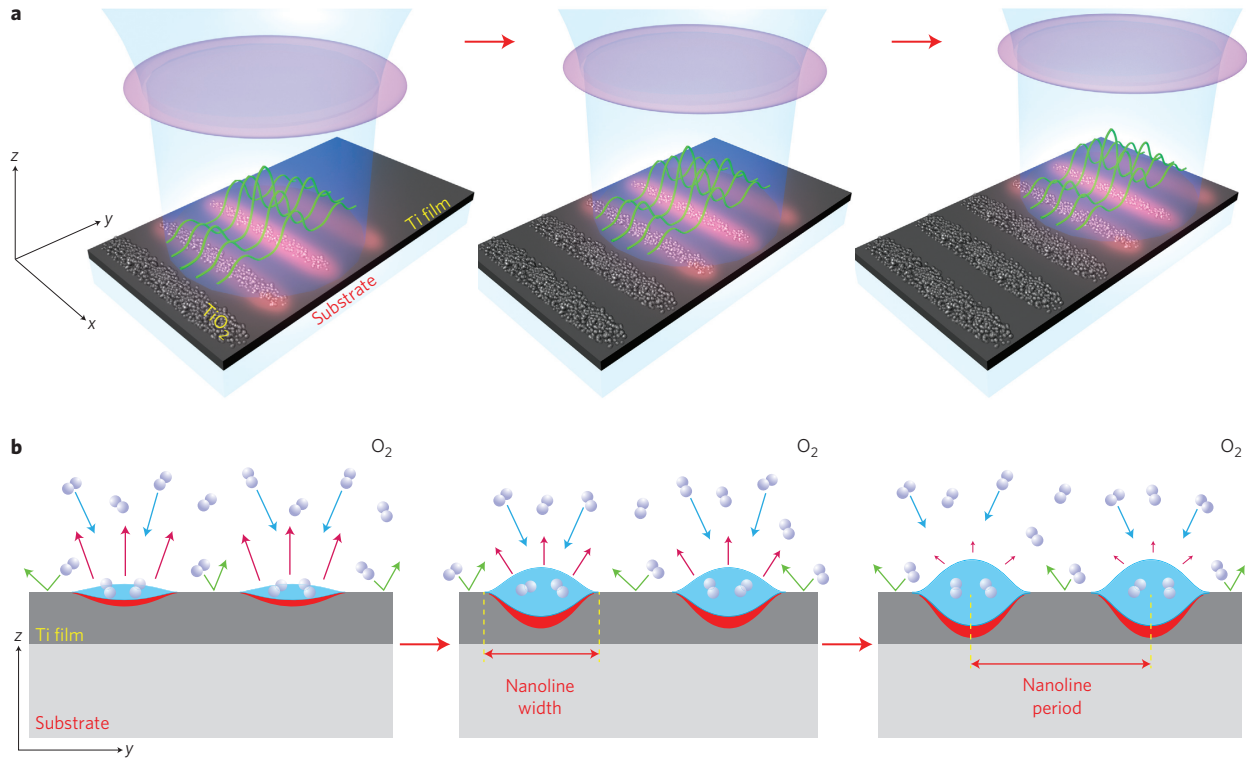 a
z
y
x
Ti film
Substrate
TiO2
b
O2
O2
O2
Ti film
Substrate
z
y
Nanoline
width
Nanoline
period